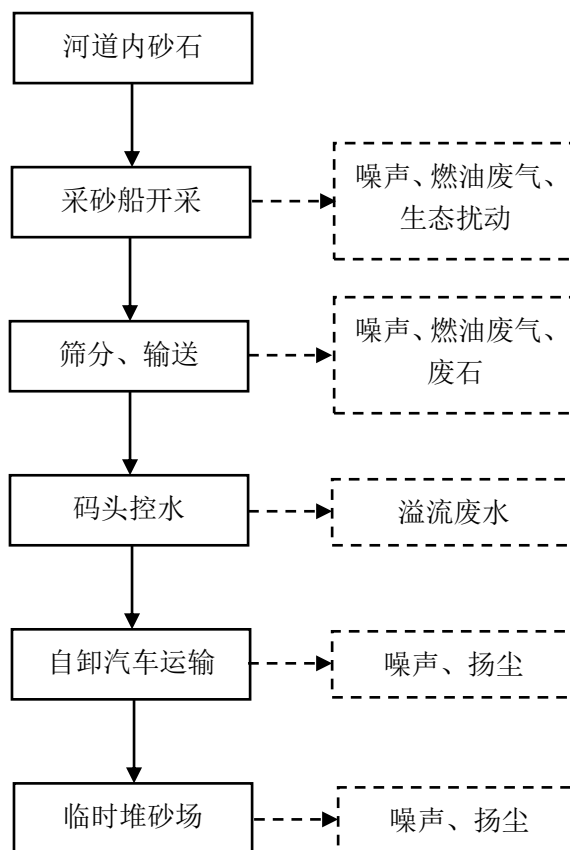 河道内砂石
采砂船开采
噪声、燃油废气、
生态扰动
筛分、输送
噪声、燃油废气、
废石
码头控水
溢流废水
自卸汽车运输
噪声、扬尘
临时堆砂场
噪声、扬尘